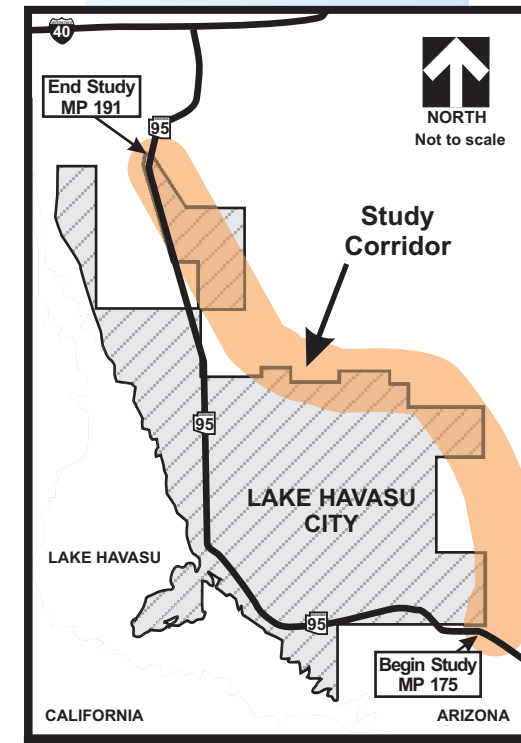 40
End Study
MP 191
95
NORTH
Not to scale
Study
Corridor
95
LAKE HAVASU
CITY
LAKE HAVASU
95
Begin Study
MP 175
CALIFORNIA
ARIZONA